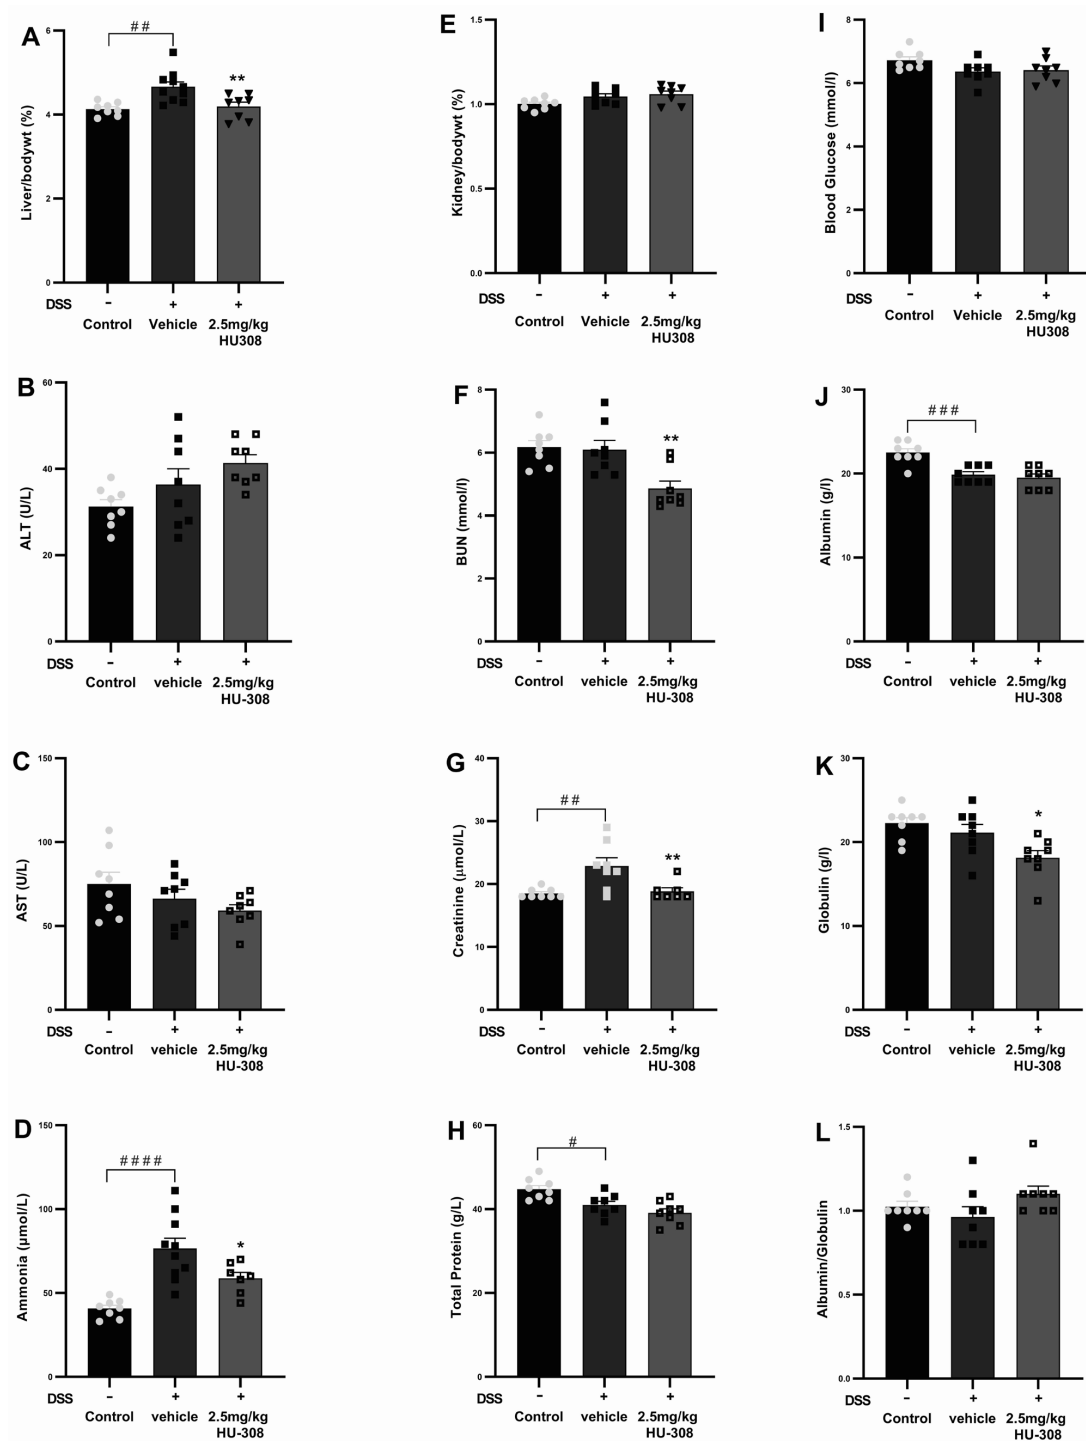 A
Liver/bodywt (%)
6
4
2
0
# #
**
DSS - + +
Control Vehicle 2.5mg/kg
HU308
E
Kidney/bodywt (%)
1.5
1.0
0.5
0.0
DSS - + +
Control Vehicle 2.5mg/kg
HU308
I
Blood Glucose (mmol/l)
8
6
4
2
0
DSS - + +
Control Vehicle 2.5mg/kg
HU308
B
ALT (U/L)
60
40
20
0
DSS - + +
Control vehicle 2.5mg/kg
HU-308
F
BUN (mmol/l)
8
6
4
2
0
**
DSS - + +
Control vehicle 2.5mg/kg
HU-308
J
Albumin (g/l)
30
20
10
0
# # #
DSS - + +
Control vehicle 2.5mg/kg
HU-308
C
AST (U/L)
150
100
50
0
DSS - + +
Control vehicle 2.5mg/kg
HU-308
G
Creatinine (µmol/L)
40
30
20
10
0
# #
**
DSS - + +
Control vehicle 2.5mg/kg
HU-308
K
Globulin (g/l)
30
20
10
0
*
DSS - + +
Control vehicle 2.5mg/kg
HU-308
D
Ammonia (µmol/L)
150
100
50
0
# # # #
*
DSS - + +
Control vehicle 2.5mg/kg
HU-308
H
Total Protein (g/L)
60
40
20
0
#
DSS - + +
Control vehicle 2.5mg/kg
HU-308
L
Albumin/Globulin
1.5
1.0
0.5
0.0
DSS - + +
Control vehicle 2.5mg/kg
HU-308